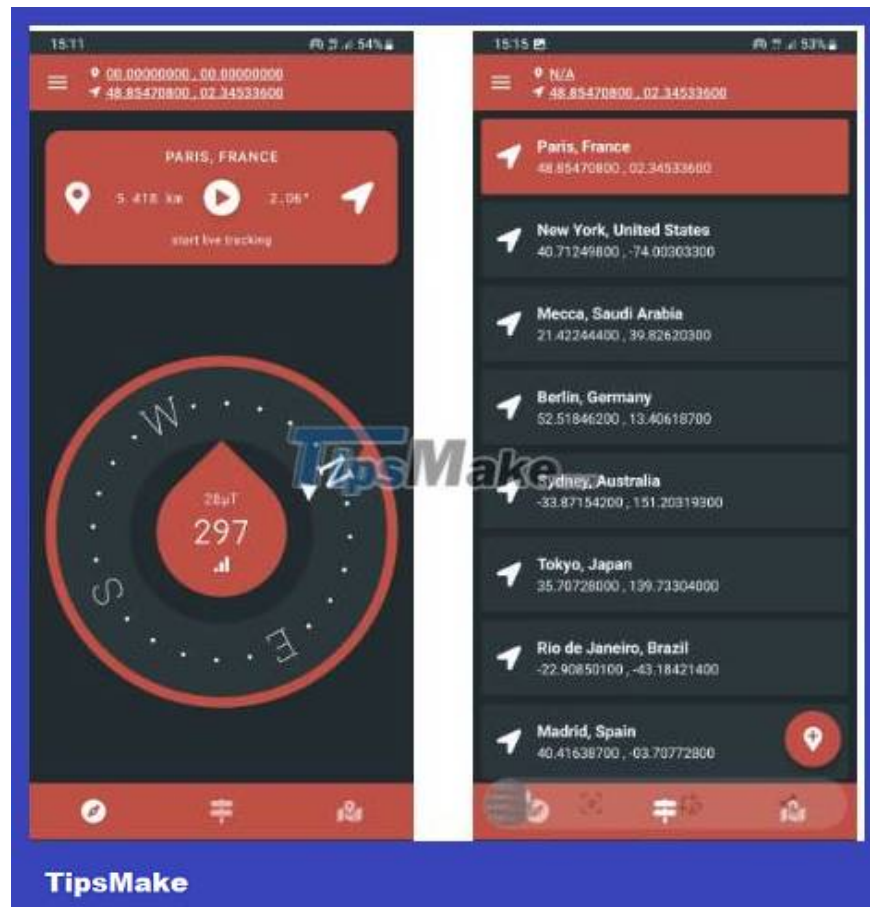 15:11
54%
00.00000000 , 00.00000000
48.85470800 , 02.34533600
PARIS, FRANCE
5.418 km
2.06°
start live tracking
W
N
28µT
297
S
E
15:15
53%
N/A
48.85470800 , 02.34533600
Paris, France
48.85470800 , 02.34533600
New York, United States
40.71249800 , -74.00303300
Mecca, Saudi Arabia
21.42244400 , 39.82620300
Berlin, Germany
52.51846200 , 13.40618700
Sydney, Australia
-33.87154200 , 151.20319300
Tokyo, Japan
35.70728000 , 139.73304000
Rio de Janeiro, Brazil
-22.90850100 , -43.18421400
Madrid, Spain
40.41638700 , -03.70772800
TipsMake
TipsMake